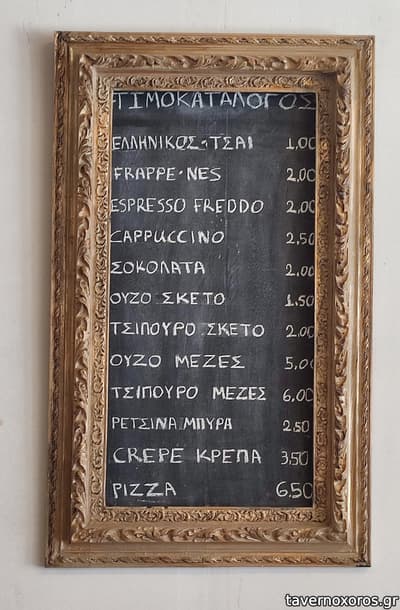 ΤΙΜΟΚΑΤΑΛΟΓΟΣ
ΕΛΛΗΝΙΚΟΣ·ΤΣΑΙ 1,00
FRAPPE·NES 2,00
ESPRESSO FREDDO 2,00
CAPPUCCINO 2,50
ΣΟΚΟΛΑΤΑ 2,00
ΟΥΖΟ ΣΚΕΤΟ 1.50
ΤΣΙΠΟΥΡΟ ΣΚΕΤΟ 2.00
ΟΥΖΟ ΜΕΖΕΣ 5,00
ΤΣΙΠΟΥΡΟ ΜΕΖΕΣ 6,00
ΡΕΤΣΙΝΑ ΜΠΥΡΑ 2.50
CREPE ΚΡΕΠΑ 3,50
PIZZA 6.50
tavernoxoros.gr